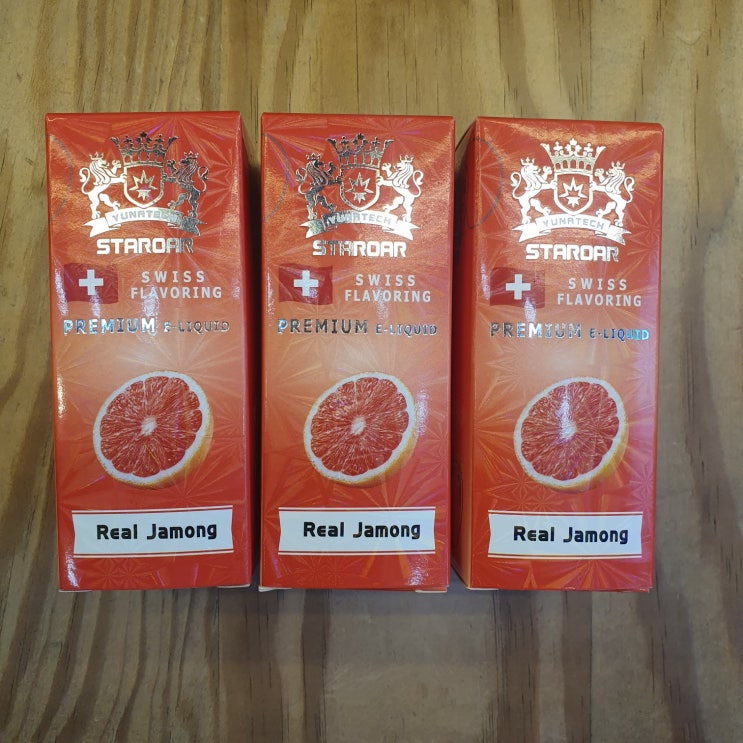 YUNATECH
STAROAR
SWISS
FLAVORING
PREMIUM E-LIQUID
Real Jamong
YUNATECH
STAROAR
SWISS
FLAVORING
PREMIUM E-LIQUID
Real Jamong
YUNATECH
STAROAR
SWISS
FLAVORING
PREMIUM E-LIQUID
Real Jamong